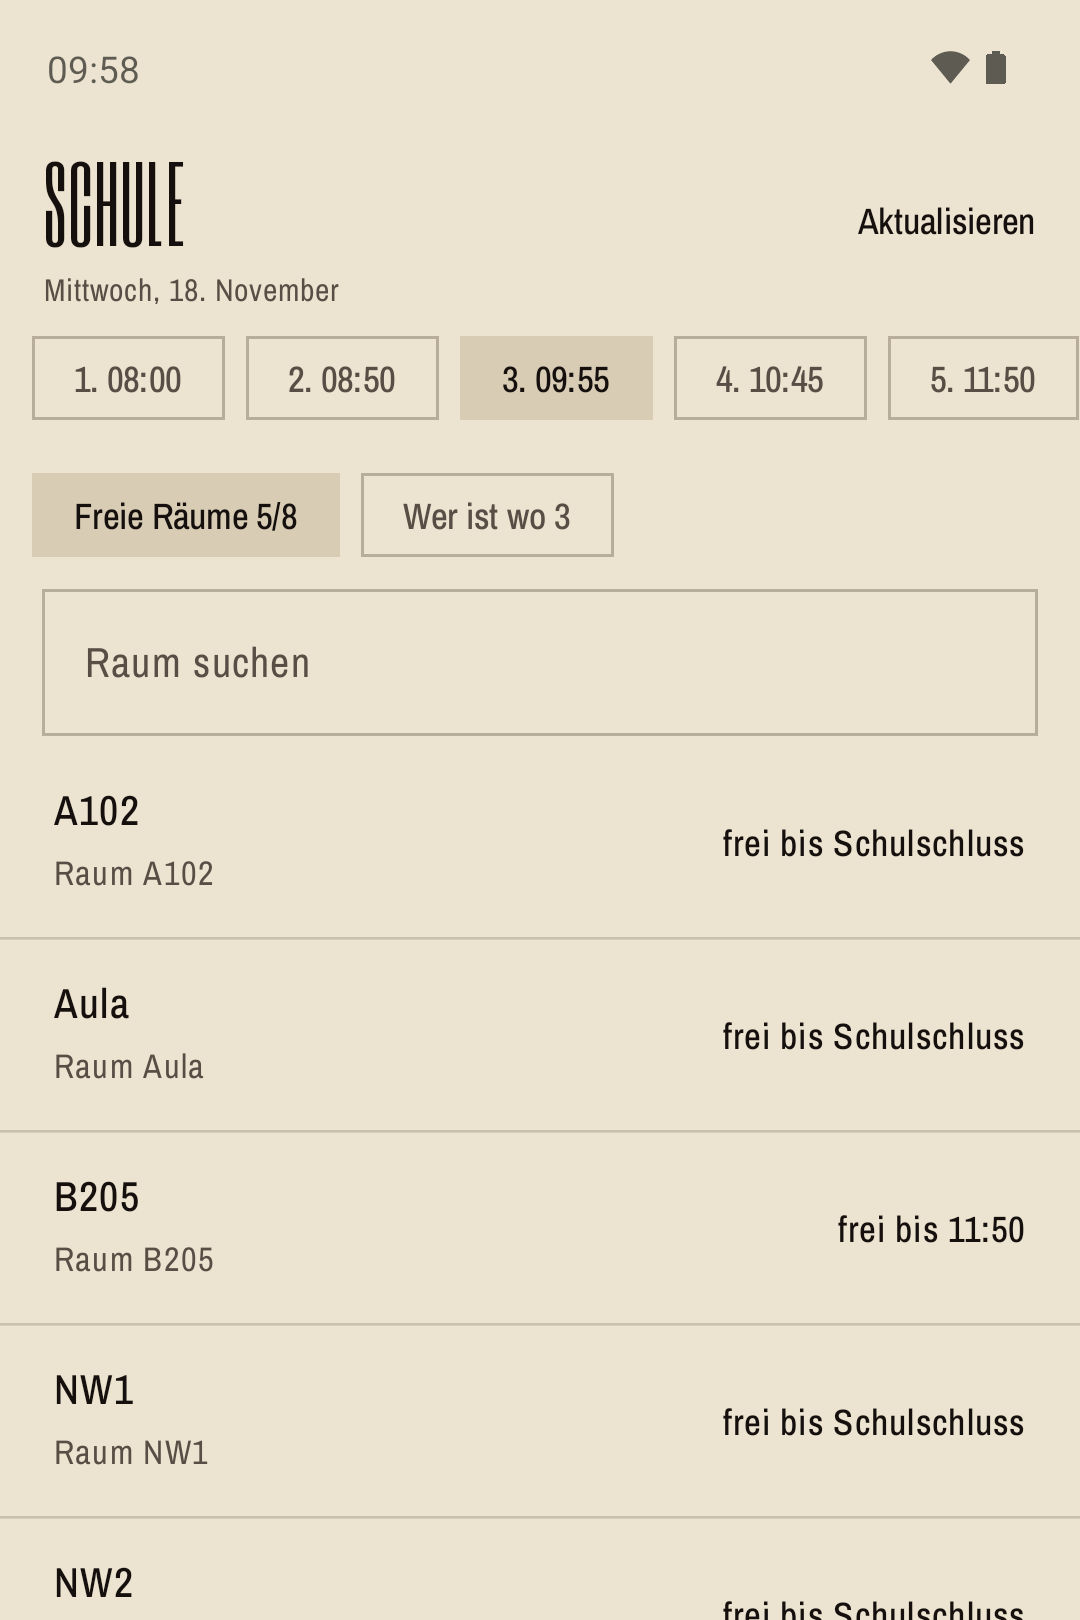 09:58
SCHULE
Aktualisieren
Mittwoch, 18. November
1. 08:00 2. 08:50 3. 09:55 4. 10:45 5. 11:50
Freie Räume 5/8 Wer ist wo 3
Raum suchen
A102
frei bis Schulschluss
Raum A102
Aula
frei bis Schulschluss
Raum Aula
B205
frei bis 11:50
Raum B205
NW1
frei bis Schulschluss
Raum NW1
NW2
frei bis Schulschluss